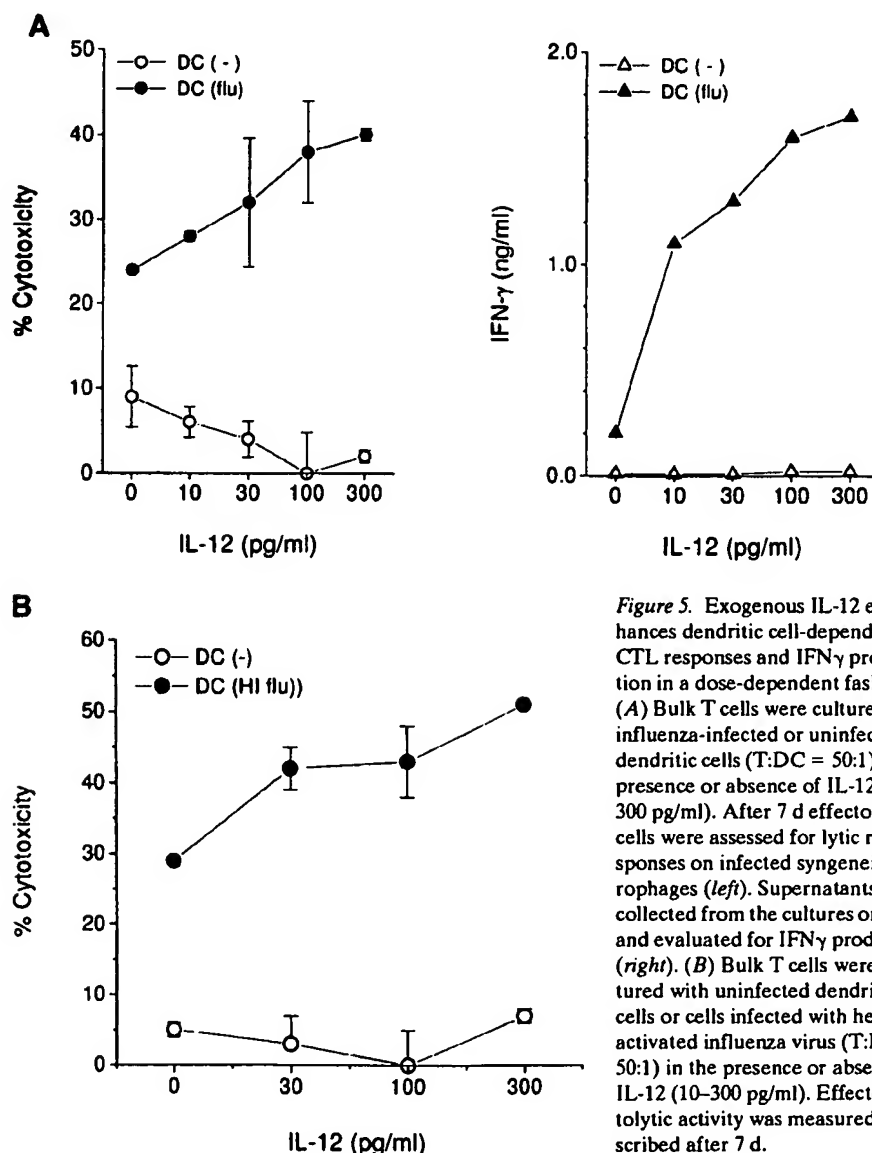 A
50
40
30
20
10
0
% Cytotoxicity
DC ( - )
DC (flu)
0 10 30 100 300
IL-12 (pg/ml)
2.0
1.0
0.0
IFN-γ (ng/ml)
DC ( - )
DC (flu)
0 10 30 100 300
IL-12 (pg/ml)
B
60
50
40
30
20
10
0
% Cytotoxicity
DC (-)
DC (HI flu))
0 30 100 300
IL-12 (pg/ml)
Figure 5. Exogenous IL-12 e
hances dendritic cell-depend
CTL responses and IFNγ pro
tion in a dose-dependent fas
(A) Bulk T cells were culture
influenza-infected or uninfec
dendritic cells (T:DC = 50:1)
presence or absence of IL-12
300 pg/ml). After 7 d effecto
cells were assessed for lytic r
sponses on infected syngene
rophages (left). Supernatants
collected from the cultures or
and evaluated for IFNγ prod
(right). (B) Bulk T cells were
tured with uninfected dendri
cells or cells infected with he
activated influenza virus (T:I
50:1) in the presence or abse
IL-12 (10–300 pg/ml). Effect
tolytic activity was measured
scribed after 7 d.